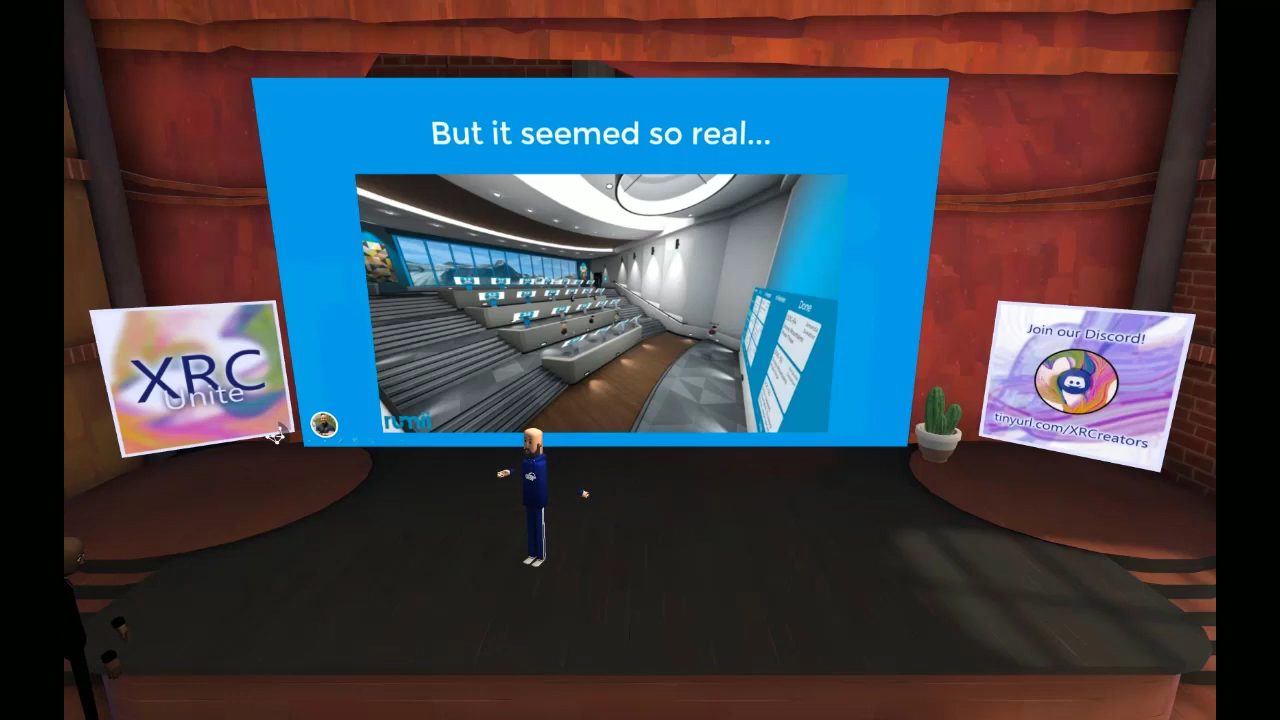 But it seemed so real...
Done
rumii
XRC
Unite
Join our Discord!
tinyurl.com/XRCreators